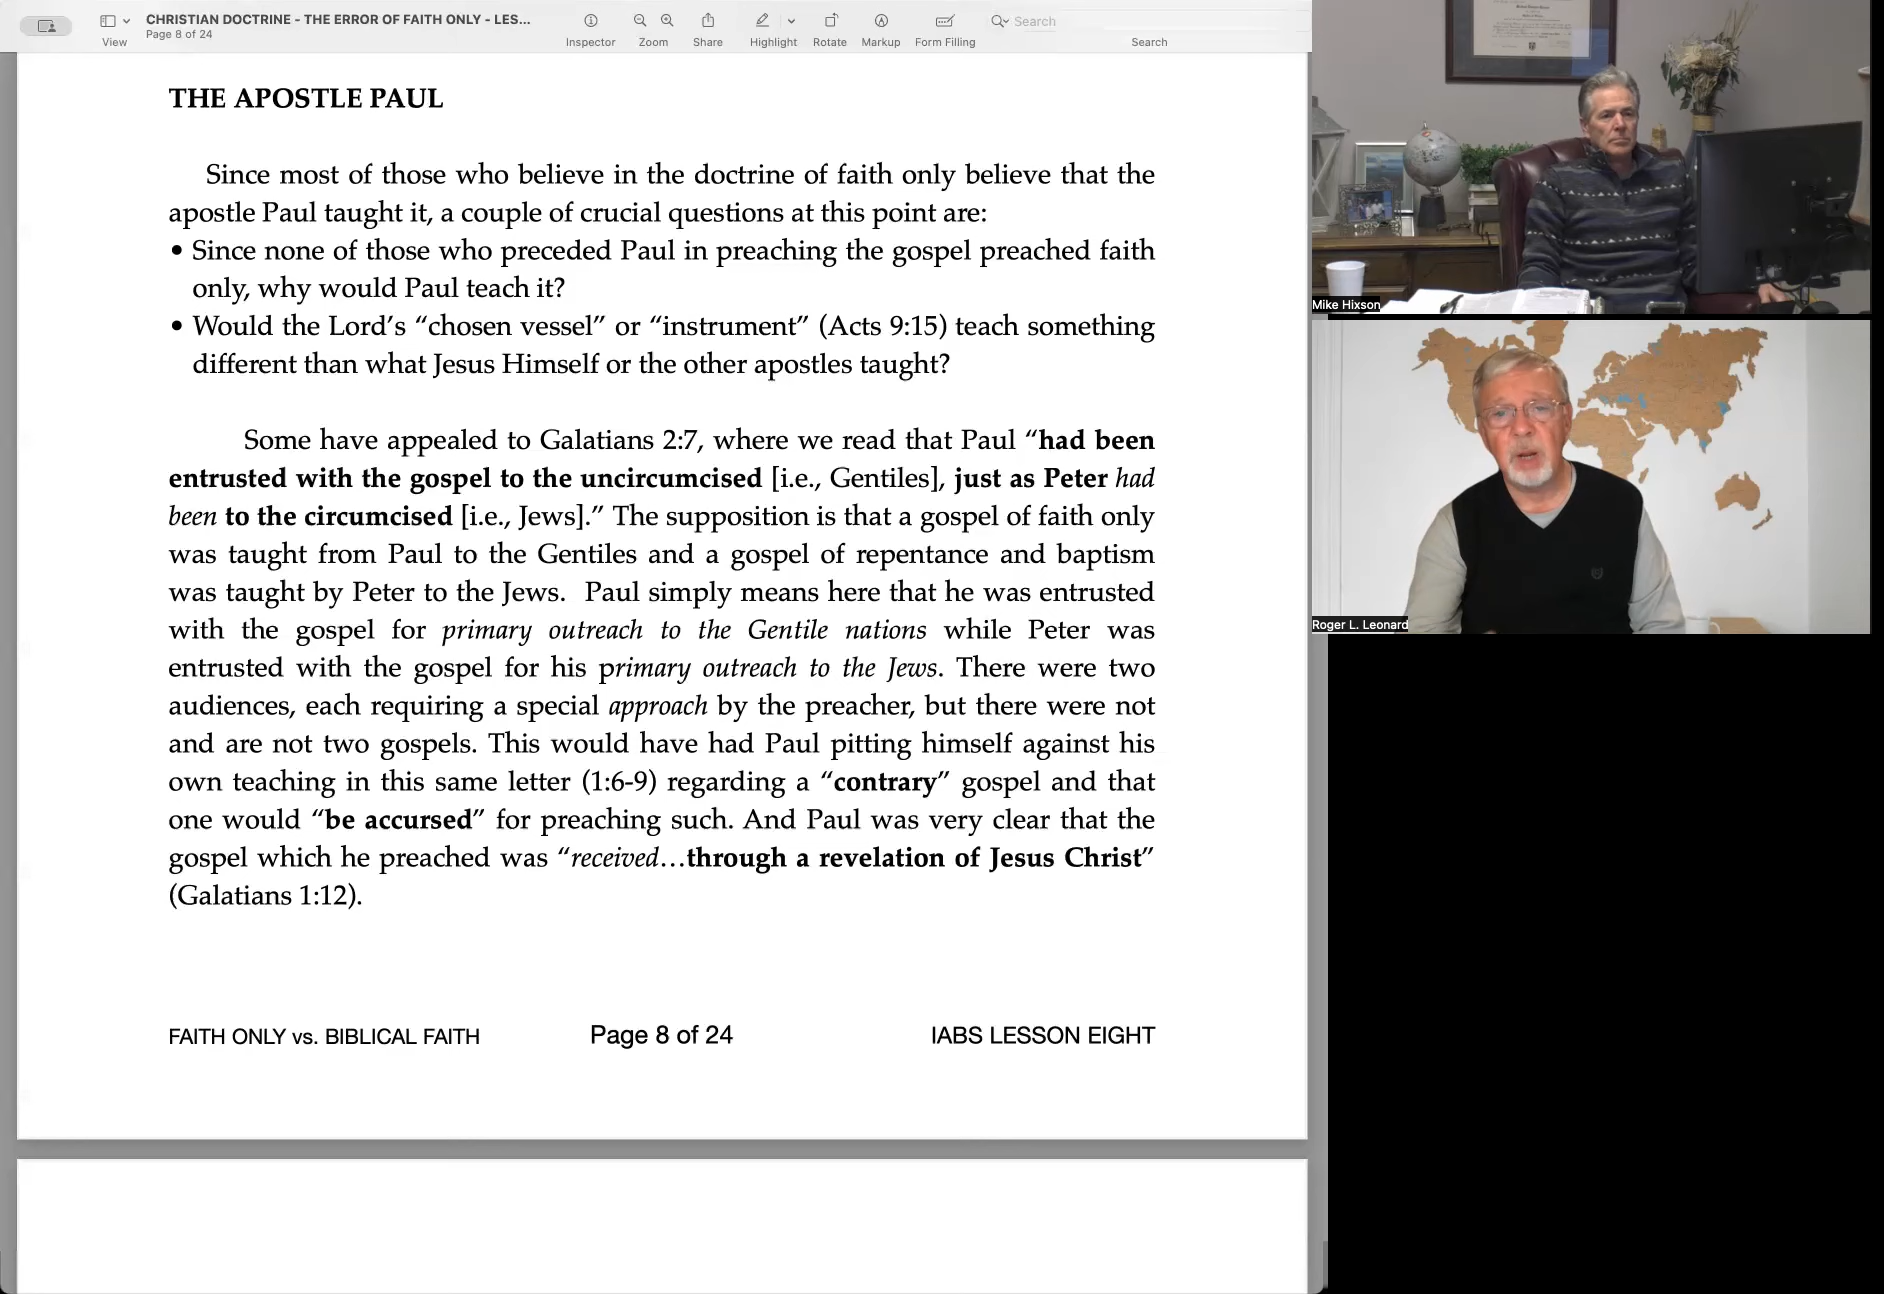 CHRISTIAN DOCTRINE - THE ERROR OF FAITH ONLY - LES...
Page 8 of 24
View
Inspector
Zoom
Share
Highlight
Rotate
Markup
Form Filling
Search
Search
THE APOSTLE PAUL
Since most of those who believe in the doctrine of faith only believe that the
apostle Paul taught it, a couple of crucial questions at this point are:
• Since none of those who preceded Paul in preaching the gospel preached faith
only, why would Paul teach it?
• Would the Lord’s “chosen vessel” or “instrument” (Acts 9:15) teach something
different than what Jesus Himself or the other apostles taught?
Some have appealed to Galatians 2:7, where we read that Paul “had been
entrusted with the gospel to the uncircumcised [i.e., Gentiles], just as Peter had
been to the circumcised [i.e., Jews].” The supposition is that a gospel of faith only
was taught from Paul to the Gentiles and a gospel of repentance and baptism
was taught by Peter to the Jews. Paul simply means here that he was entrusted
with the gospel for primary outreach to the Gentile nations while Peter was
entrusted with the gospel for his primary outreach to the Jews. There were two
audiences, each requiring a special approach by the preacher, but there were not
and are not two gospels. This would have had Paul pitting himself against his
own teaching in this same letter (1:6-9) regarding a “contrary” gospel and that
one would “be accursed” for preaching such. And Paul was very clear that the
gospel which he preached was “received…through a revelation of Jesus Christ”
(Galatians 1:12).
FAITH ONLY vs. BIBLICAL FAITH
Page 8 of 24
IABS LESSON EIGHT
Mike Hixson
Roger L. Leonard